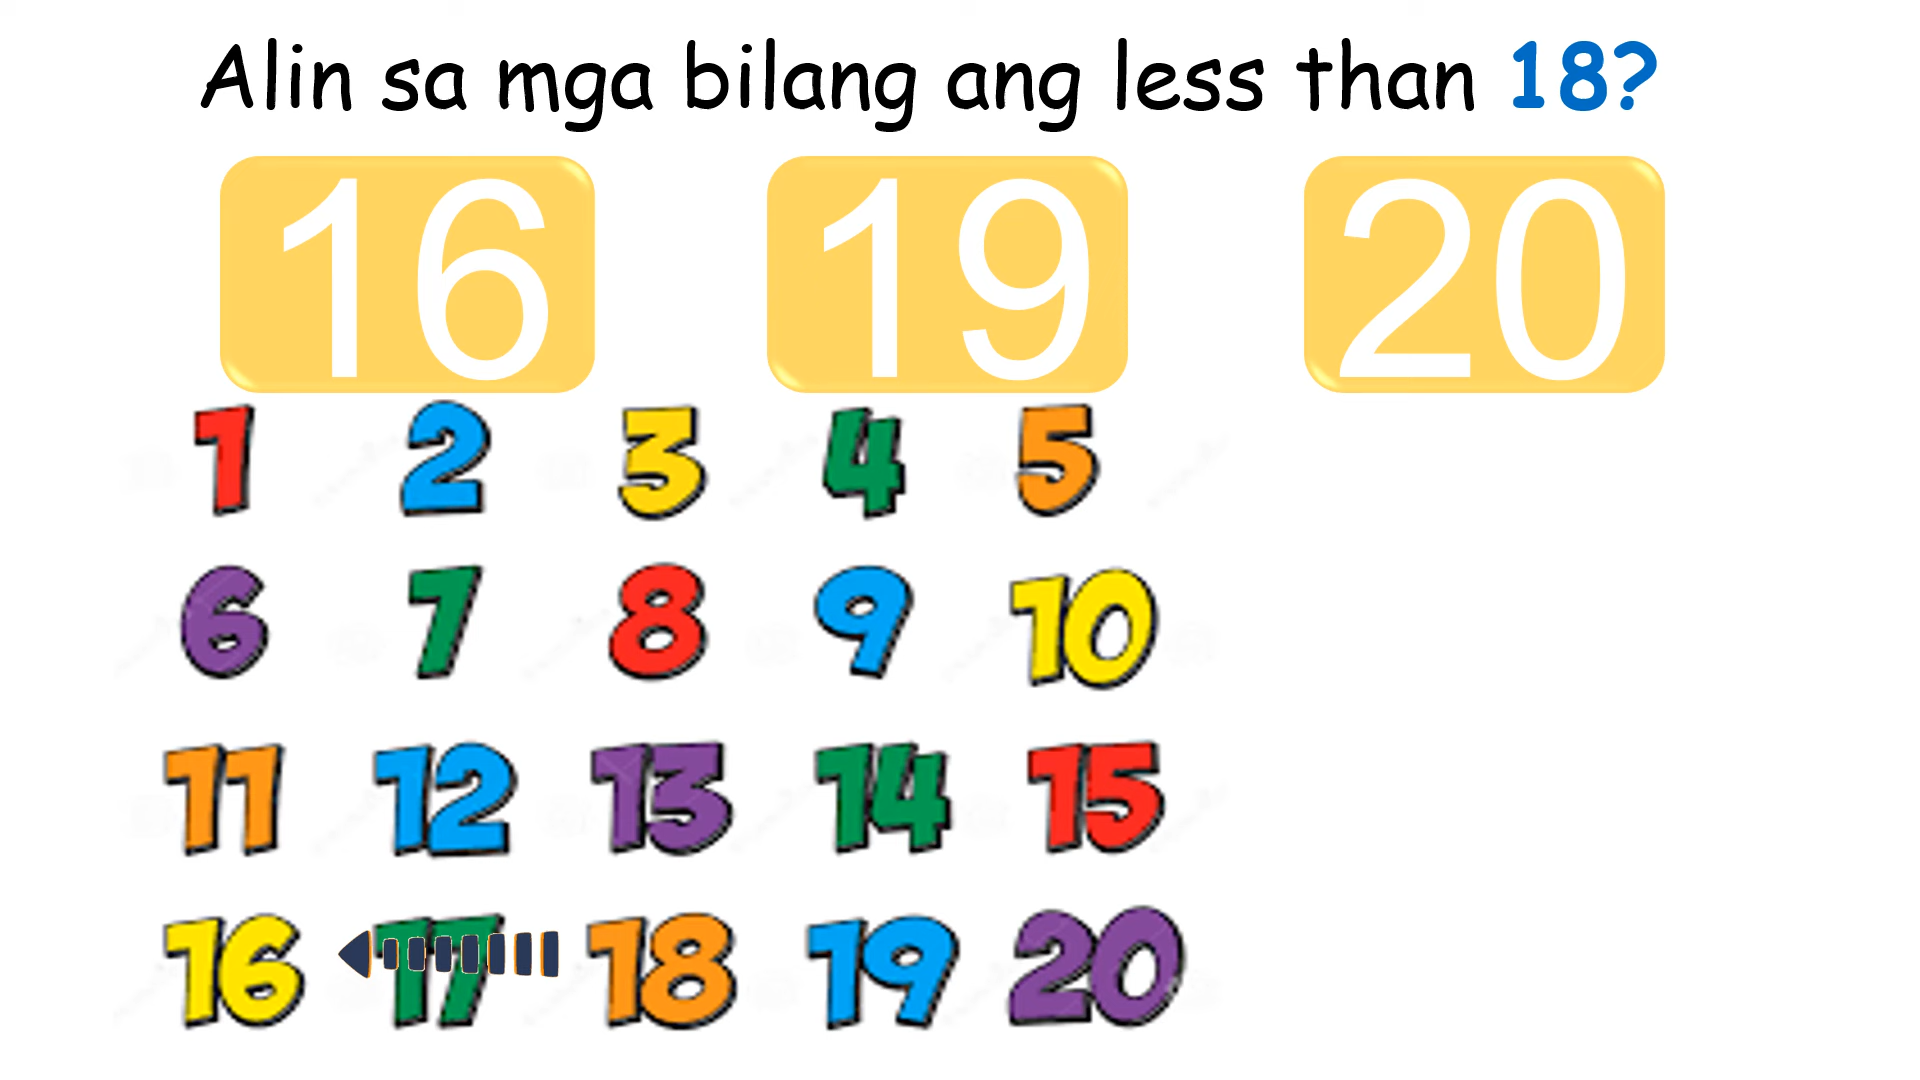 Alin sa mga bilang ang less than 18?
16 19 20
1 2 3 4 5
6 7 8 9 10
11 12 13 14 15
16 17 18 19 20